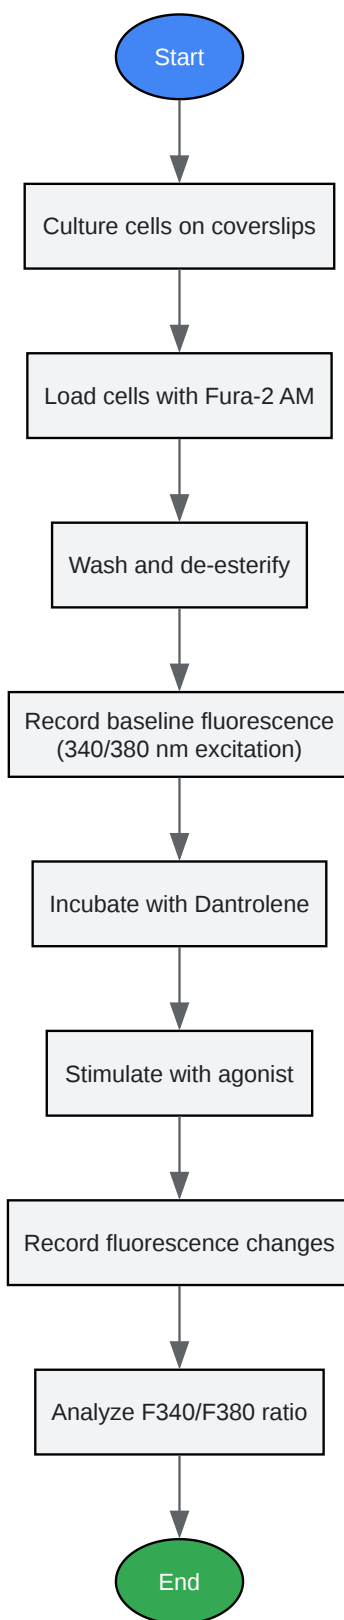 Start
Culture cells on coverslips
Load cells with Fura-2 AM
Wash and de-esterify
Record baseline fluorescence
(340/380 nm excitation)
Incubate with Dantrolene
Stimulate with agonist
Record fluorescence changes
Analyze F340/F380 ratio
End